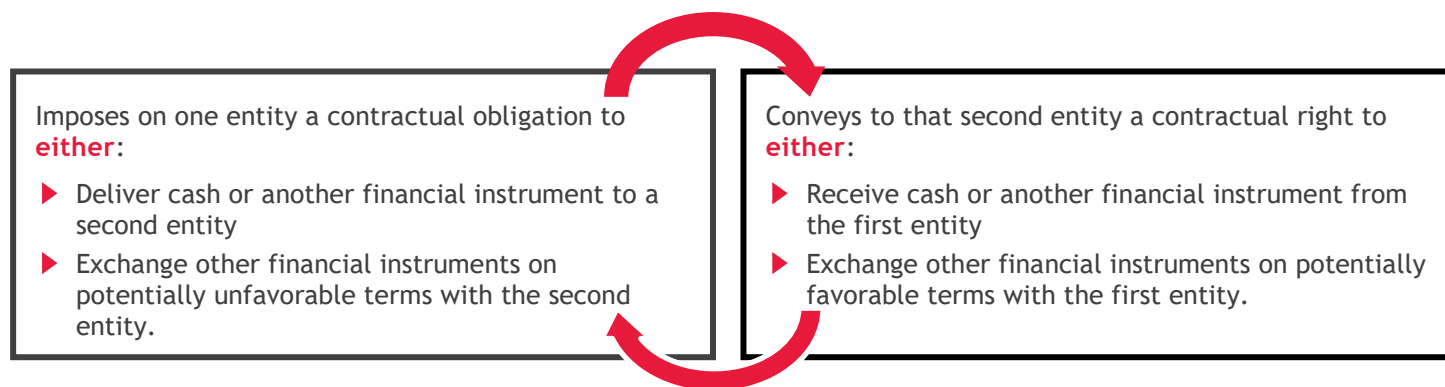 Imposes on one entity a contractual obligation to
either:
Deliver cash or another financial instrument to a
second entity
Exchange other financial instruments on
potentially unfavorable terms with the second
entity.
Conveys to that second entity a contractual right to
either:
Receive cash or another financial instrument from
the first entity
Exchange other financial instruments on potentially
favorable terms with the first entity.